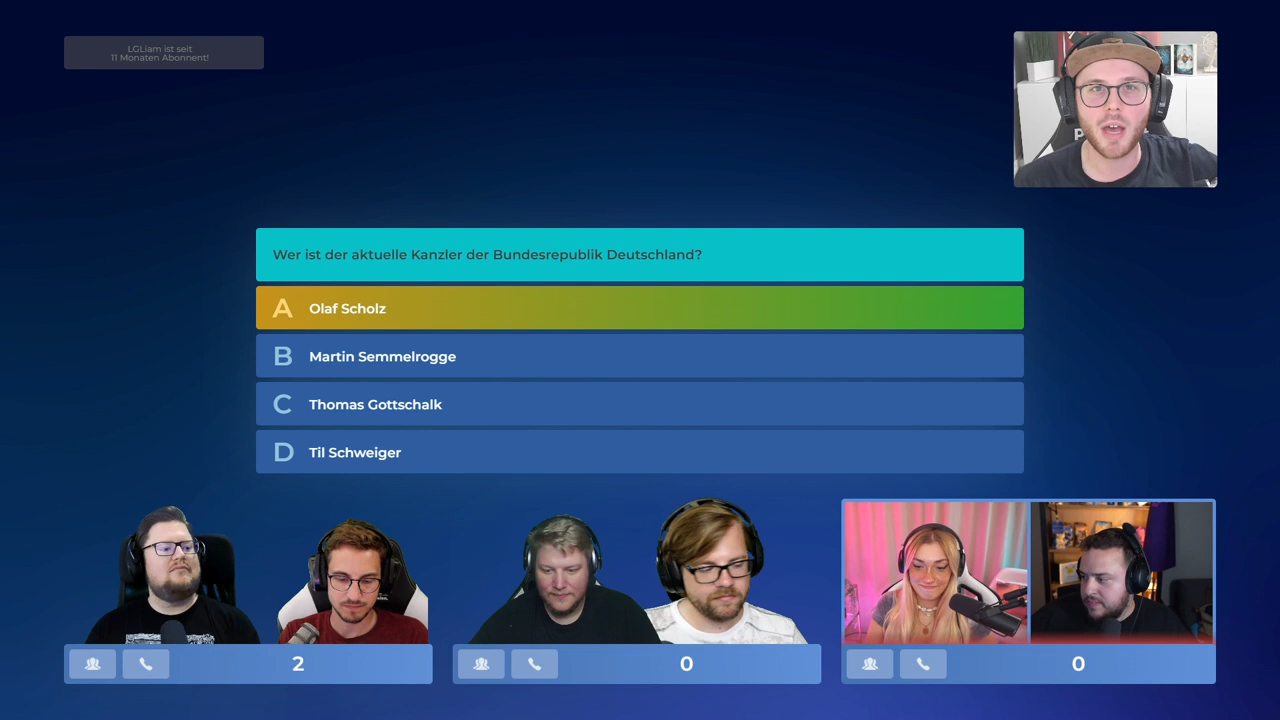 LGLiam ist seit
11 Monaten Abonnent!
Wer ist der aktuelle Kanzler der Bundesrepublik Deutschland?
A Olaf Scholz
B Martin Semmelrogge
C Thomas Gottschalk
D Til Schweiger
2
0
0